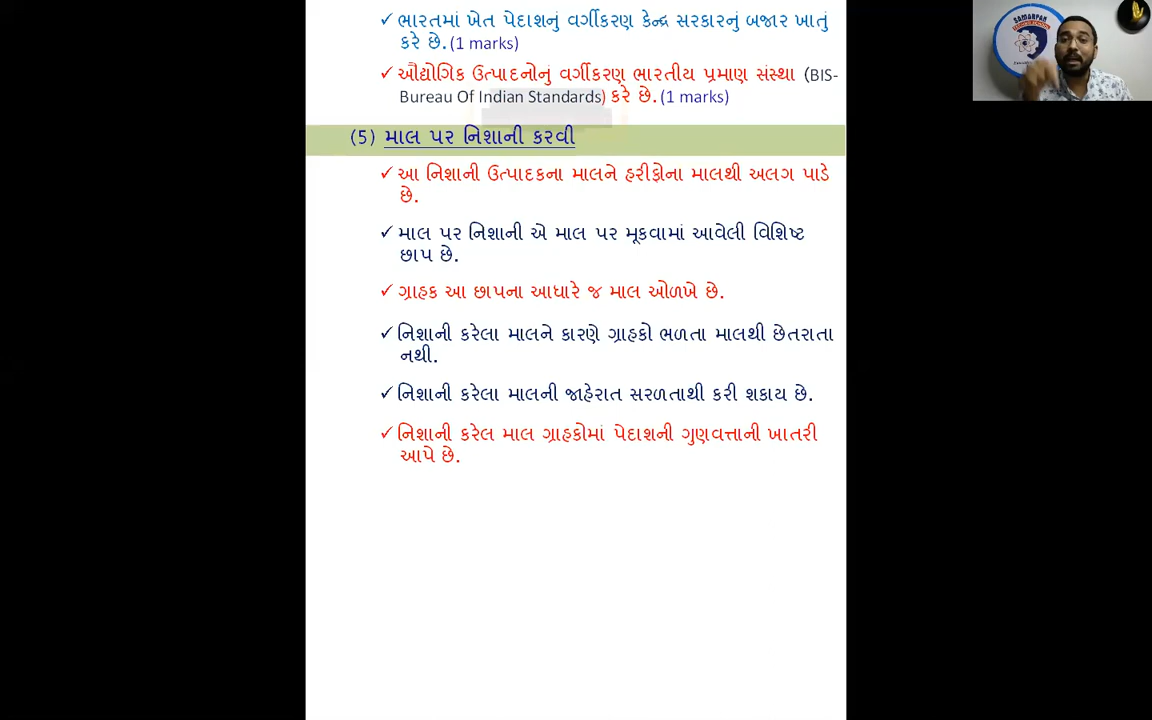 ✓ ભારતમાં ખેત પેદાશનું વર્ગીકરણ કેન્દ્ર સરકારનું બજાર ખાતું
કરે છે. (1 marks)
✓ ઔદ્યોગિક ઉત્પાદનોનું વર્ગીકરણ ભારતીય પ્રમાણ સંસ્થા (BIS-
Bureau Of Indian Standards) કરે છે. (1 marks)
(5) માલ પર નિશાની કરવી
✓ આ નિશાની ઉત્પાદકના માલને હરીફોના માલથી અલગ પાડે
છે.
✓ માલ પર નિશાની એ માલ પર મૂકવામાં આવેલી વિશિષ્ટ
છાપ છે.
✓ ગ્રાહક આ છાપના આધારે જ માલ ઓળખે છે.
✓ નિશાની કરેલા માલને કારણે ગ્રાહકો ભળતા માલથી છેતરાતા
નથી.
✓ નિશાની કરેલા માલની જાહેરાત સરળતાથી કરી શકાય છે.
✓ નિશાની કરેલ માલ ગ્રાહકોમાં પેદાશની ગુણવત્તાની ખાતરી
આપે છે.
SAMARPAN